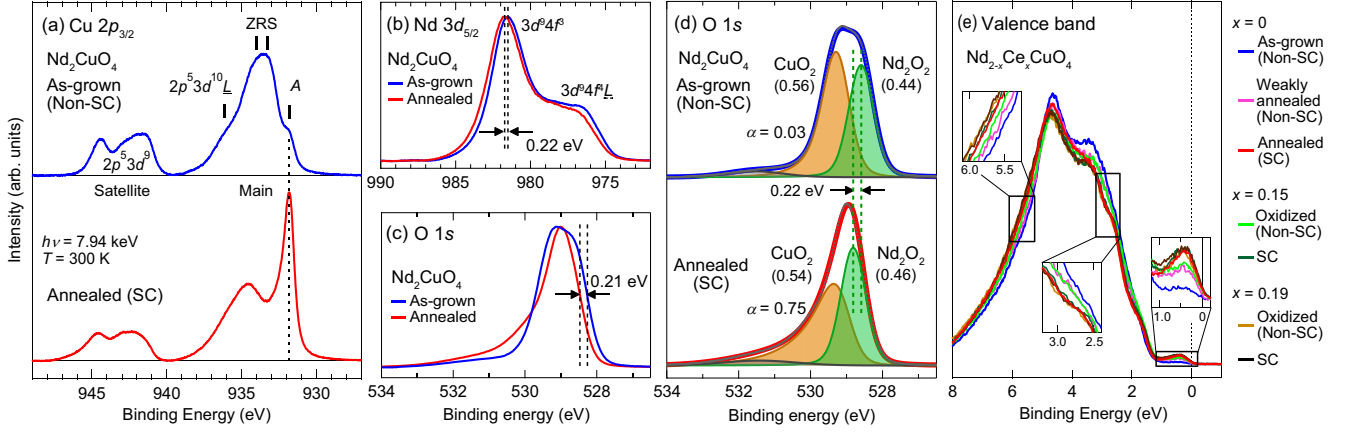 Intensity (arb. units)
(a) Cu 2p3/2
ZRS
Nd2CuO4
As-grown
(Non-SC)
2p⁵3d¹⁰L
A
2p⁵3d⁹
Satellite
Main
hν = 7.94 keV
T = 300 K
Annealed (SC)
945
940
935
930
Binding Energy (eV)
(b) Nd 3d5/2
3d⁹4f³
Nd2CuO4
As-grown
Annealed
3d⁹4f⁴L
0.22 eV
990
985
980
975
(c) O 1s
Nd2CuO4
As-grown
Annealed
0.21 eV
534
532
530
528
Binding energy (eV)
(d) O 1s
Nd2CuO4
As-grown
(Non-SC)
CuO2
(0.56)
Nd2O2
(0.44)
α = 0.03
0.22 eV
Annealed
(SC)
CuO2
(0.54)
Nd2O2
(0.46)
α = 0.75
534
532
530
528
Binding Energy (eV)
(e) Valence band
Nd2-xCexCuO4
6.0
5.5
3.0
2.5
1.0
0
8
6
4
2
0
Binding Energy (eV)
x = 0
As-grown
(Non-SC)
Weakly
annealed
(Non-SC)
Annealed
(SC)
x = 0.15
Oxidized
(Non-SC)
SC
x = 0.19
Oxidized
(Non-SC)
SC